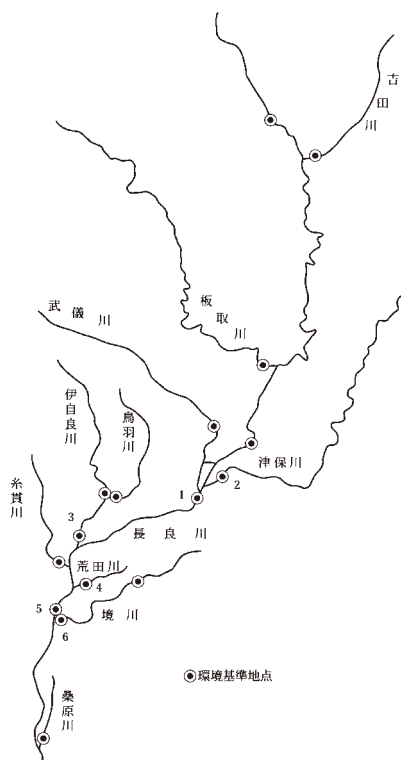 吉田川
板取川
武儀川
伊自良川
鳥羽川
糸貫川
津保川
1
2
3
長良川
荒田川
4
5
6
境川
◉環境基準地点
桑原川